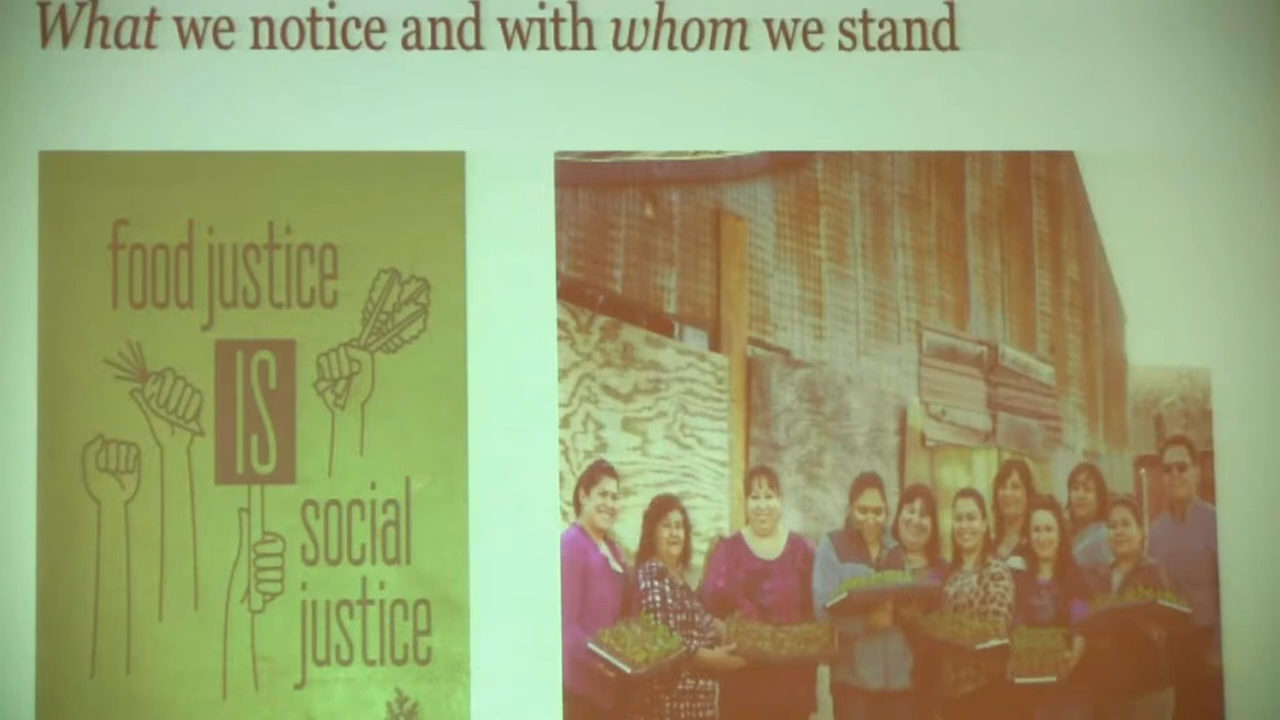 What we notice and with whom we stand
food justice
IS
social
justice